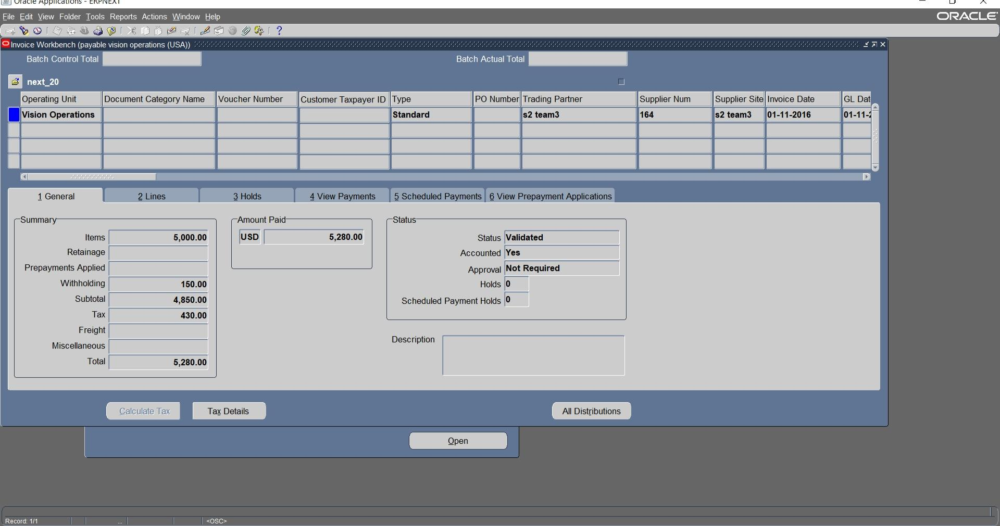 Oracle Applications - ERPNEXT
File Edit View Folder Tools Reports Actions Window Help
ORACLE
Invoice Workbench (payable vision operations (USA))
Batch Control Total
Batch Actual Total
next_20
Operating Unit Document Category Name Voucher Number Customer Taxpayer ID Type PO Number Trading Partner Supplier Num Supplier Site Invoice Date GL Dat
Vision Operations Standard s2 team3 164 s2 team3 01-11-2016 01-11-2
1 General 2 Lines 3 Holds 4 View Payments 5 Scheduled Payments 6 View Prepayment Applications
Summary
Items 5,000.00
Retainage
Prepayments Applied
Withholding 150.00
Subtotal 4,850.00
Tax 430.00
Freight
Miscellaneous
Total 5,280.00
Amount Paid
USD 5,280.00
Status
Status Validated
Accounted Yes
Approval Not Required
Holds 0
Scheduled Payment Holds 0
Description
Calculate Tax Tax Details All Distributions
Open
Record: 1/1 ... <OSC>